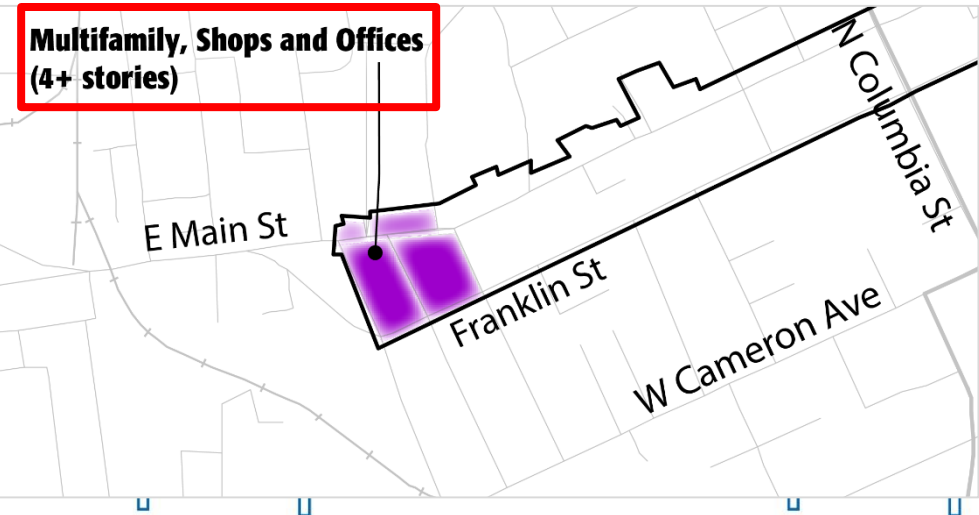 Multifamily, Shops and Offices
(4+ stories)
N Columbia St
E Main St
Franklin St
W Cameron Ave